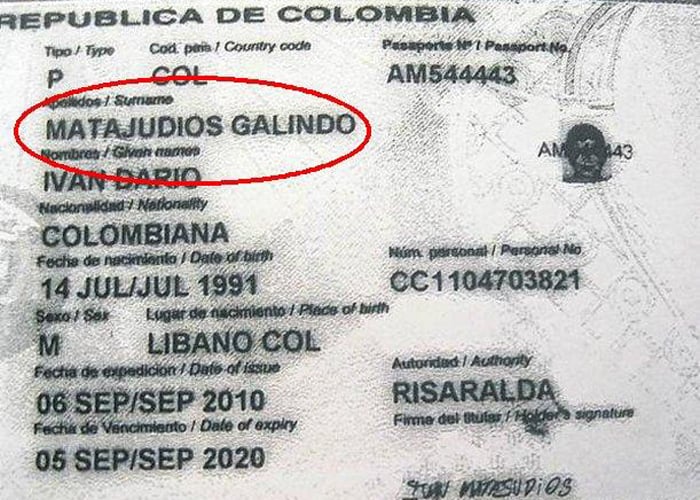 REPUBLICA DE COLOMBIA
Tipo / Type Cod. pais / Country code Pasaporte Nº / Passport No.
P COL AM544443
Apellidos / Surname
MATAJUDIOS GALINDO
Nombres / Given names
AM 43
IVAN DARIO
Nacionalidad / Nationality
COLOMBIANA
Núm. personal / Personal No
Fecha de nacimiento / Date of birth
14 JUL/JUL 1991 CC1104703821
Sexo / Sex Lugar de nacimiento / Place of birth
M LIBANO COL
Autoridad / Authority
Fecha de expedicion / Date of issue
06 SEP/SEP 2010 RISARALDA
Firma del titular / Holder's signature
Fecha de Vencimiento / Date of expiry
05 SEP/SEP 2020
MATAJUDIOS